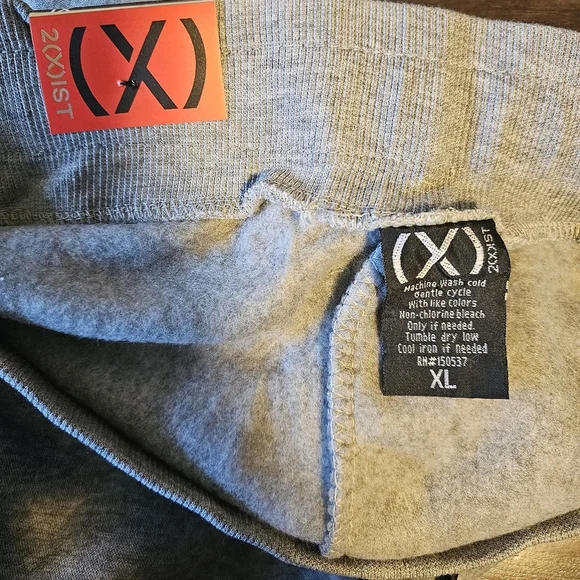 2(X)IST
(X)
(X)
2(X)IST
Machine Wash cold
Gentle cycle
With like colors
Non-chlorine bleach
Only if needed.
Tumble dry low
Cool iron if needed
RN#150537
XL